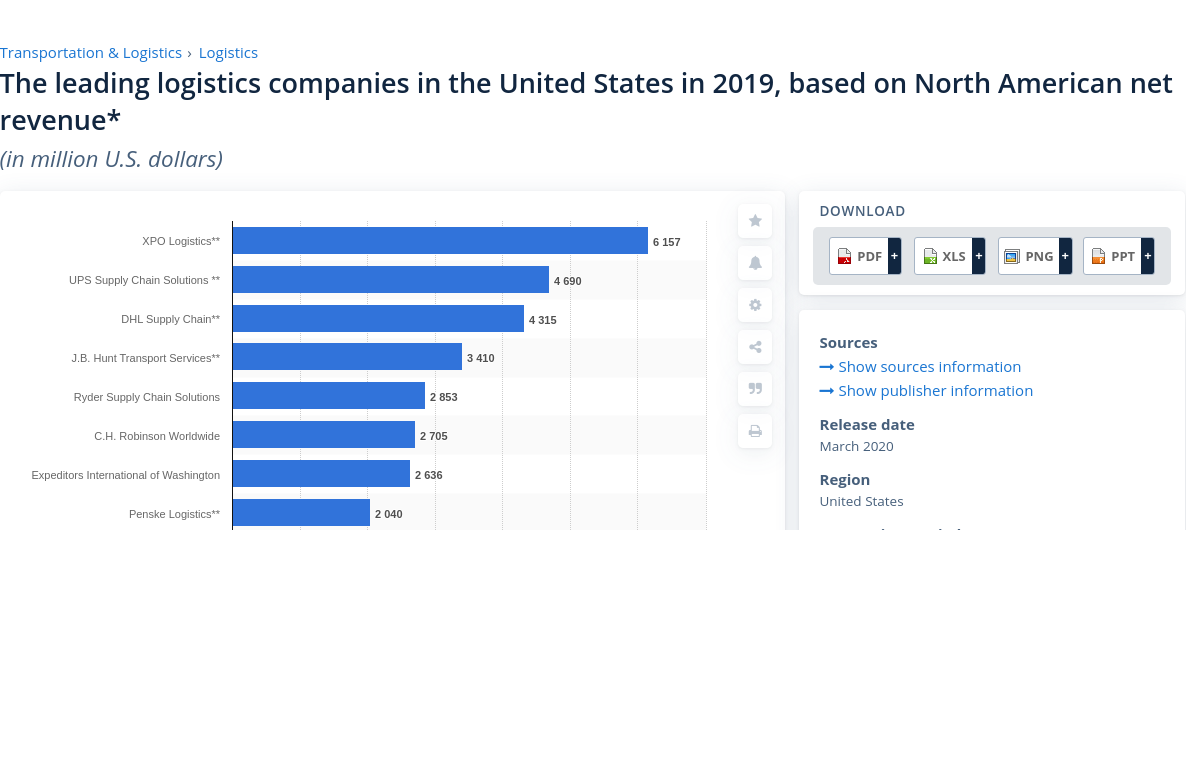 Transportation & Logistics › Logistics
The leading logistics companies in the United States in 2019, based on North American net
revenue*
(in million U.S. dollars)
XPO Logistics** 6 157
UPS Supply Chain Solutions ** 4 690
DHL Supply Chain** 4 315
J.B. Hunt Transport Services** 3 410
Ryder Supply Chain Solutions 2 853
C.H. Robinson Worldwide 2 705
Expeditors International of Washington 2 636
Penske Logistics** 2 040
DOWNLOAD
PDF + XLS + PNG + PPT +
Sources
Show sources information
Show publisher information
Release date
March 2020
Region
United States